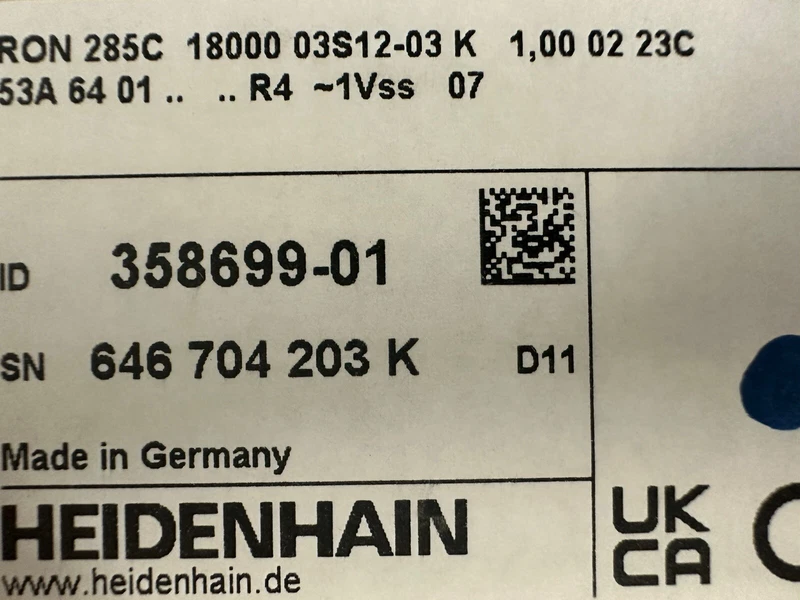 RON 285C 18000 03S12-03 K 1,00 02 23C
53A 64 01 .. .. R4 ~1Vss 07
ID 358699-01
SN 646 704 203 K D11
Made in Germany
HEIDENHAIN
www.heidenhain.de
UK
CA